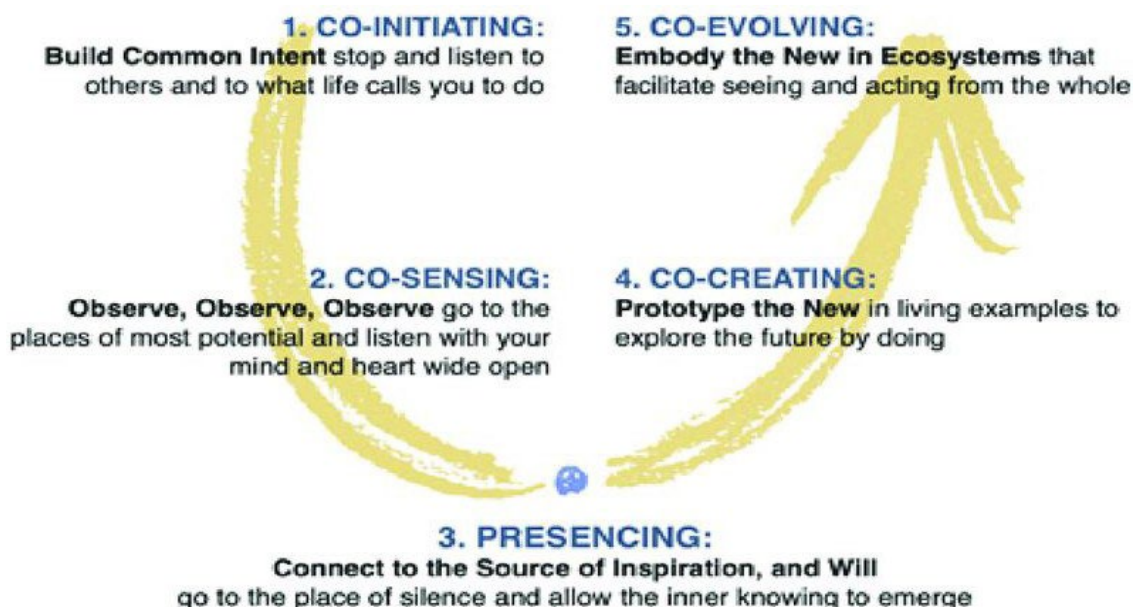 1. CO-INITIATING:
Build Common Intent stop and listen to
others and to what life calls you to do
2. CO-SENSING:
Observe, Observe, Observe go to the
places of most potential and listen with your
mind and heart wide open
3. PRESENCING:
Connect to the Source of Inspiration, and Will
go to the place of silence and allow the inner knowing to emerge
4. CO-CREATING:
Prototype the New in living examples to
explore the future by doing
5. CO-EVOLVING:
Embody the New in Ecosystems that
facilitate seeing and acting from the whole